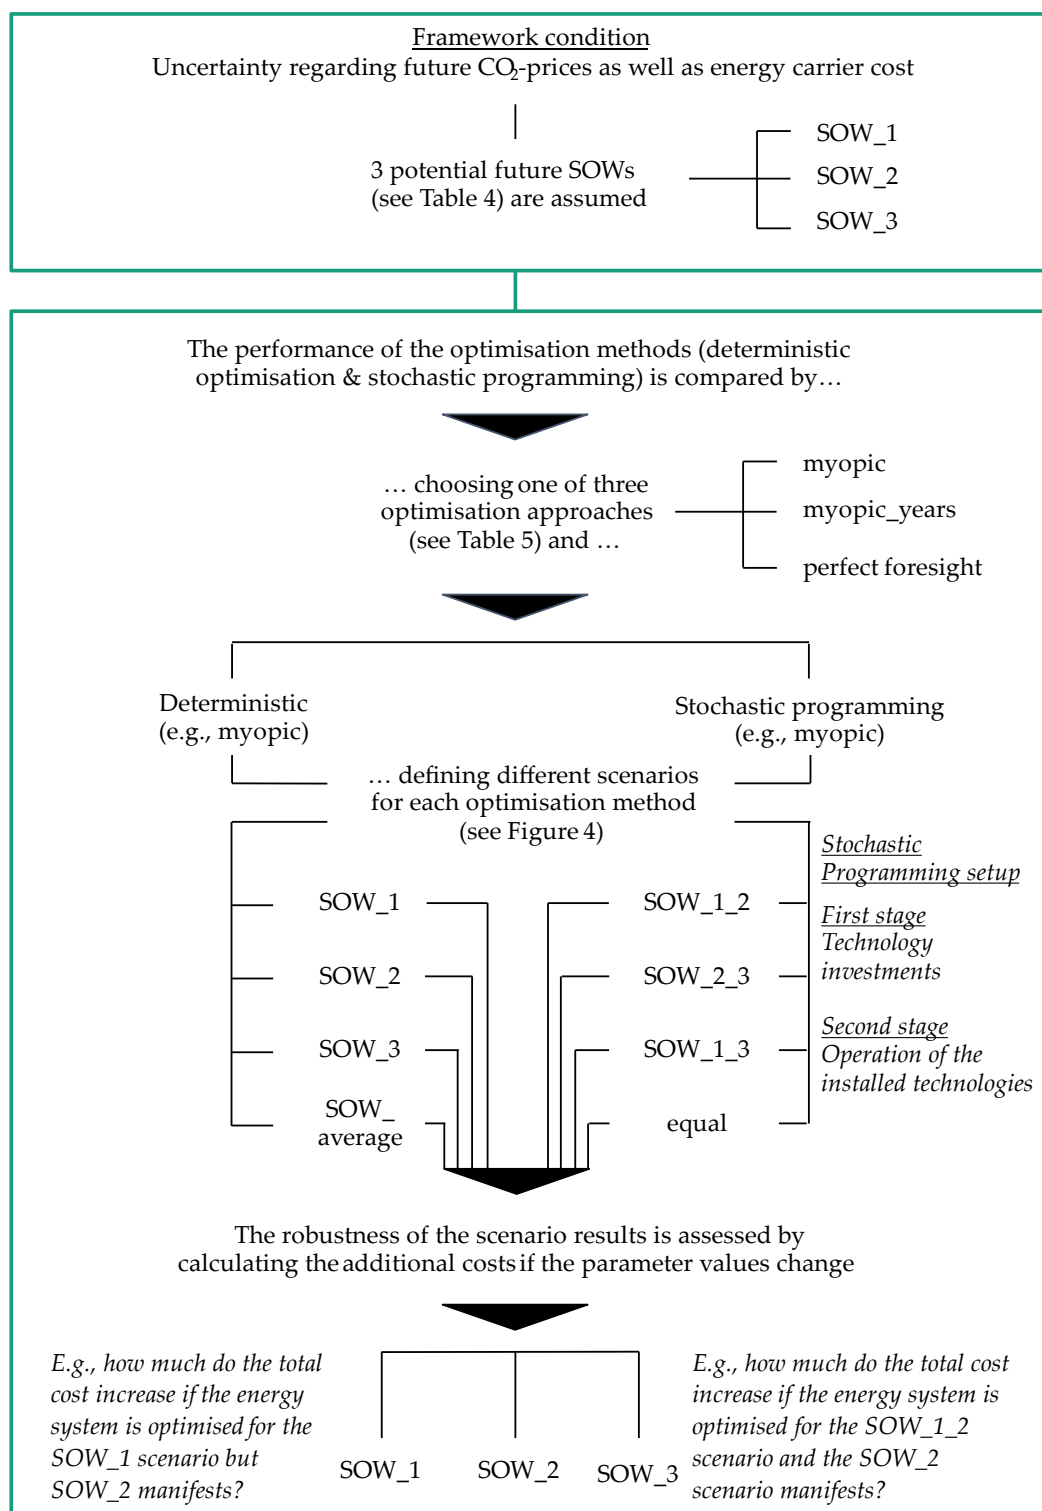 Framework condition
Uncertainty regarding future CO2-prices as well as energy carrier cost
3 potential future SOWs
(see Table 4) are assumed
SOW_1
SOW_2
SOW_3
The performance of the optimisation methods (deterministic
optimisation & stochastic programming) is compared by…
… choosing one of three
optimisation approaches
(see Table 5) and …
myopic
myopic_years
perfect foresight
Deterministic
(e.g., myopic)
Stochastic programming
(e.g., myopic)
… defining different scenarios
for each optimisation method
(see Figure 4)
SOW_1
SOW_2
SOW_3
SOW_
average
SOW_1_2
SOW_2_3
SOW_1_3
equal
Stochastic
Programming setup
First stage
Technology
investments
Second stage
Operation of the
installed technologies
The robustness of the scenario results is assessed by
calculating the additional costs if the parameter values change
E.g., how much do the total
cost increase if the energy
system is optimised for the
SOW_1 scenario but
SOW_2 manifests?
SOW_1
SOW_2
SOW_3
E.g., how much do the total cost
increase if the energy system is
optimised for the SOW_1_2
scenario and the SOW_2
scenario manifests?